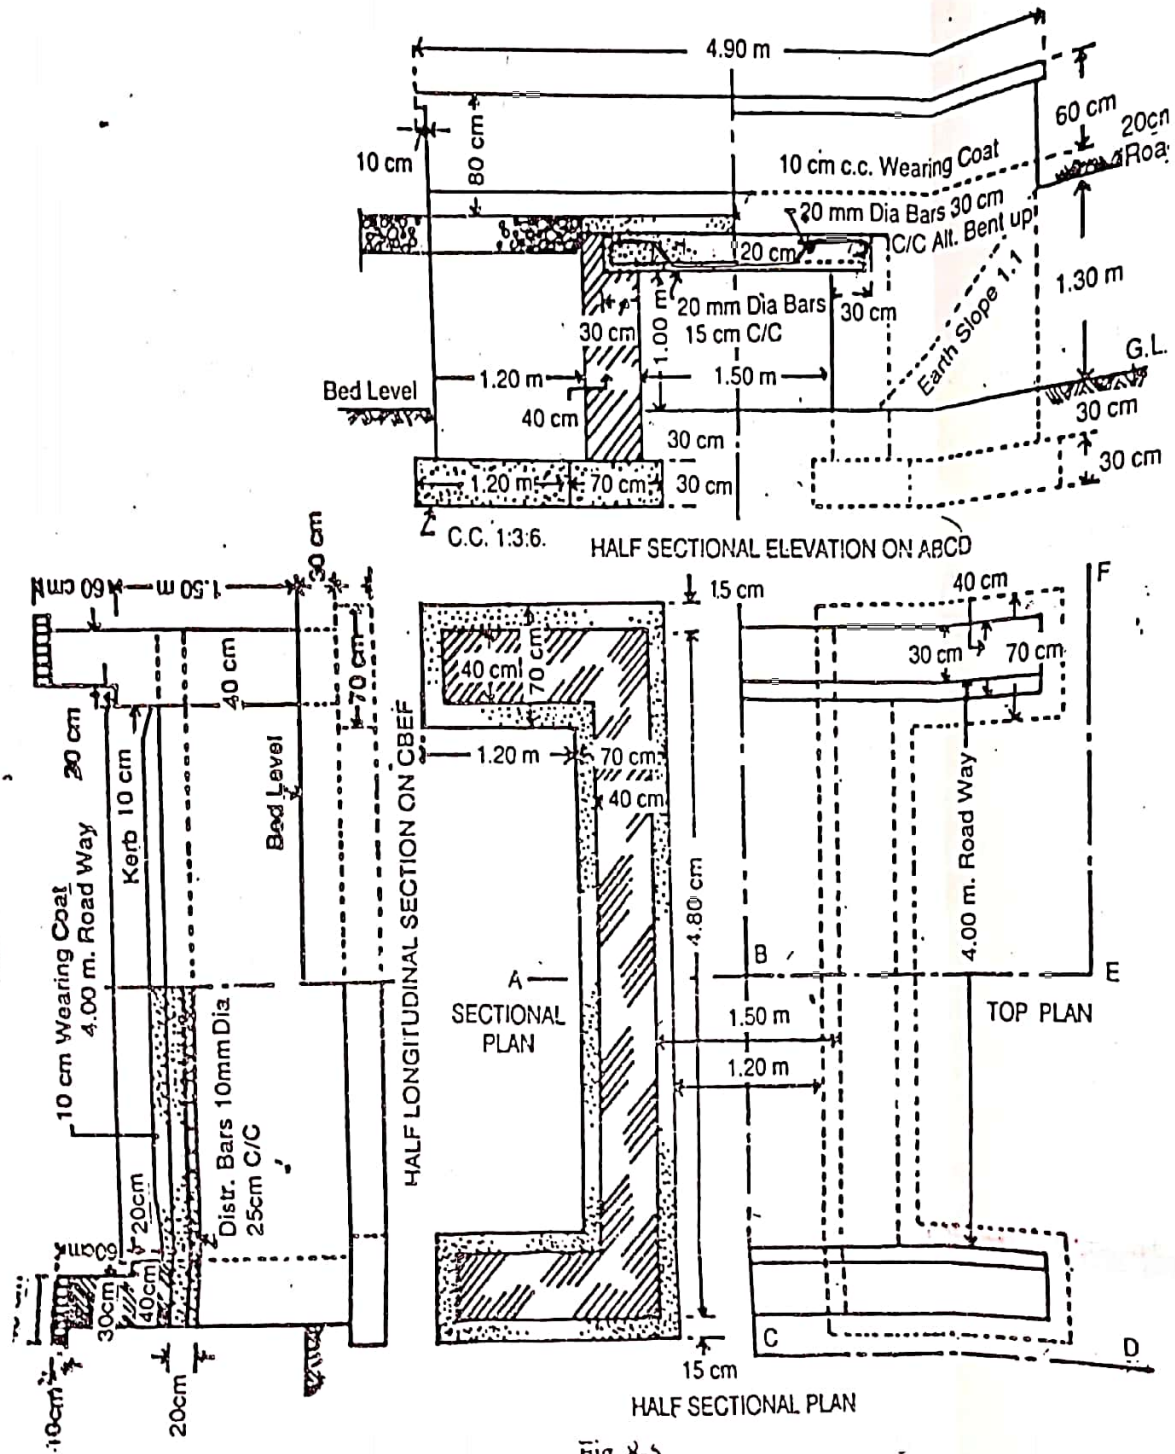 4.90 m
60 cm
10 cm
80 cm
10 cm c.c. Wearing Coat
20 mm Dia Bars 30 cm
C/C Alt. Bent up
20 cm
1.30 m
30 cm
1.00 m
20 mm Dia Bars
15 cm C/C
30 cm
Earth Slope 1.1
G.L.
Bed Level
1.20 m
1.50 m
40 cm
30 cm
30 cm
1.20 m
70 cm
30 cm
30 cm
C.C. 1:3:6.
HALF SECTIONAL ELEVATION ON ABCD
60 cm
1.50 m
30 cm
40 cm
70 cm
20 cm
Kerb 10 cm
Bed Level
10 cm Wearing Coat
4.00 m. Road Way
Distr. Bars 10mm Dia
25cm C/C
20cm
60cm
30cm
40cm
10cm
20cm
HALF LONGITUDINAL SECTION ON CBEF
15 cm
40 cm
70 cm
1.20 m
70 cm
40 cm
4.80 cm
A
SECTIONAL
PLAN
1.50 m
1.20 m
15 cm
HALF SECTIONAL PLAN
F
40 cm
30 cm
70 cm
4.00 m. Road Way
B
E
TOP PLAN
C
D